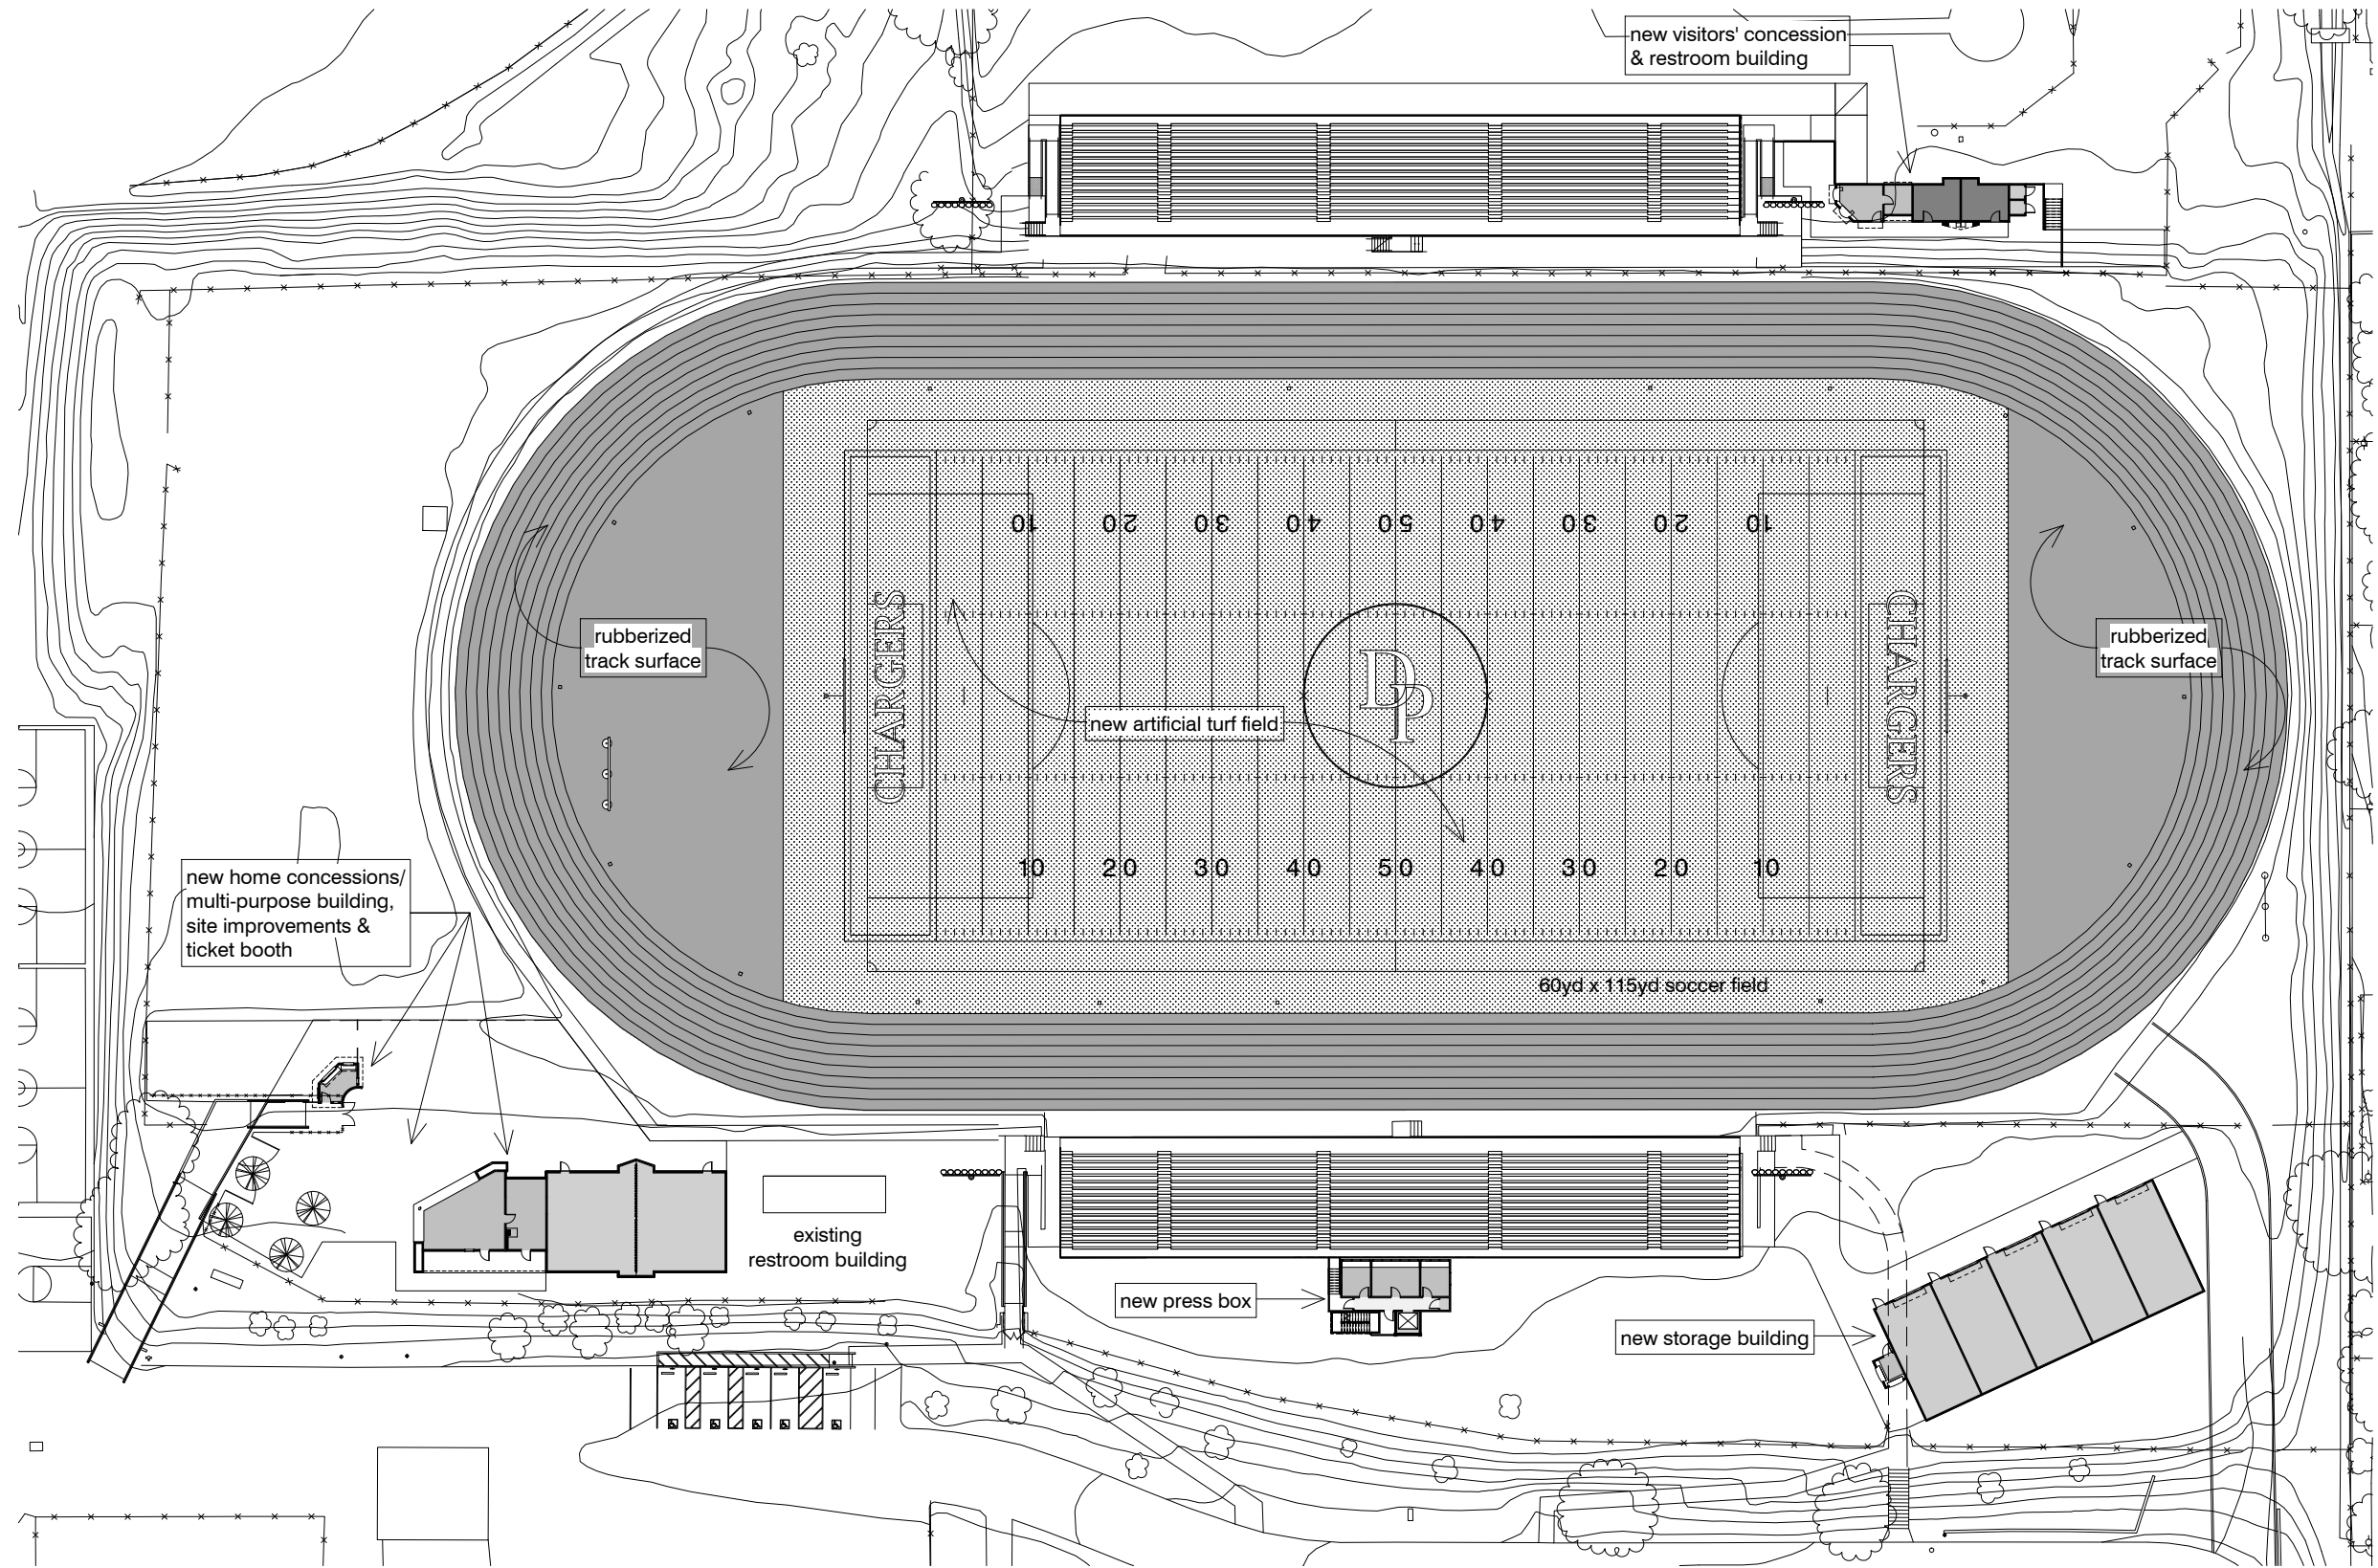 new visitors' concession
& restroom building
10 20 30 40 50 40 30 20 10
rubberized
track surface
CHARGERS
DP
CHARGERS
rubberized
track surface
new artificial turf field
10 20 30 40 50 40 30 20 10
new home concessions/
multi-purpose building,
site improvements &
ticket booth
60yd x 115yd soccer field
existing
restroom building
new press box
new storage building